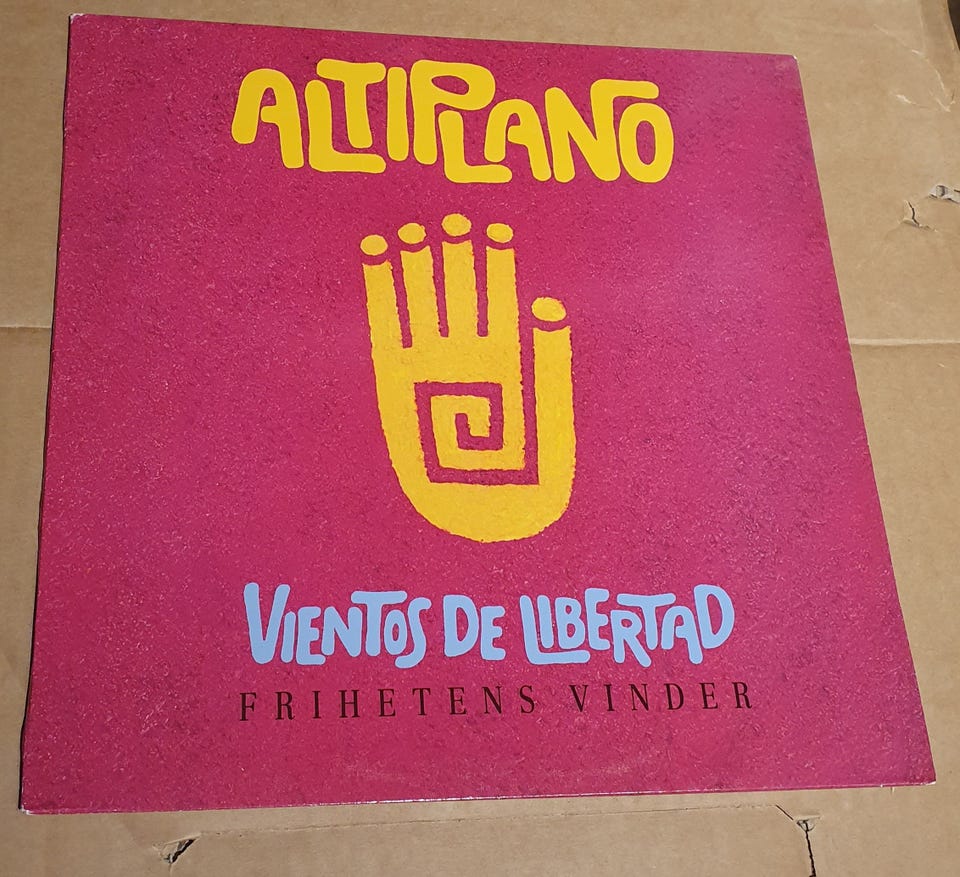 ALTIPLANO
VIENTOS DE LIBERTAD
FRIHETENS VINDER